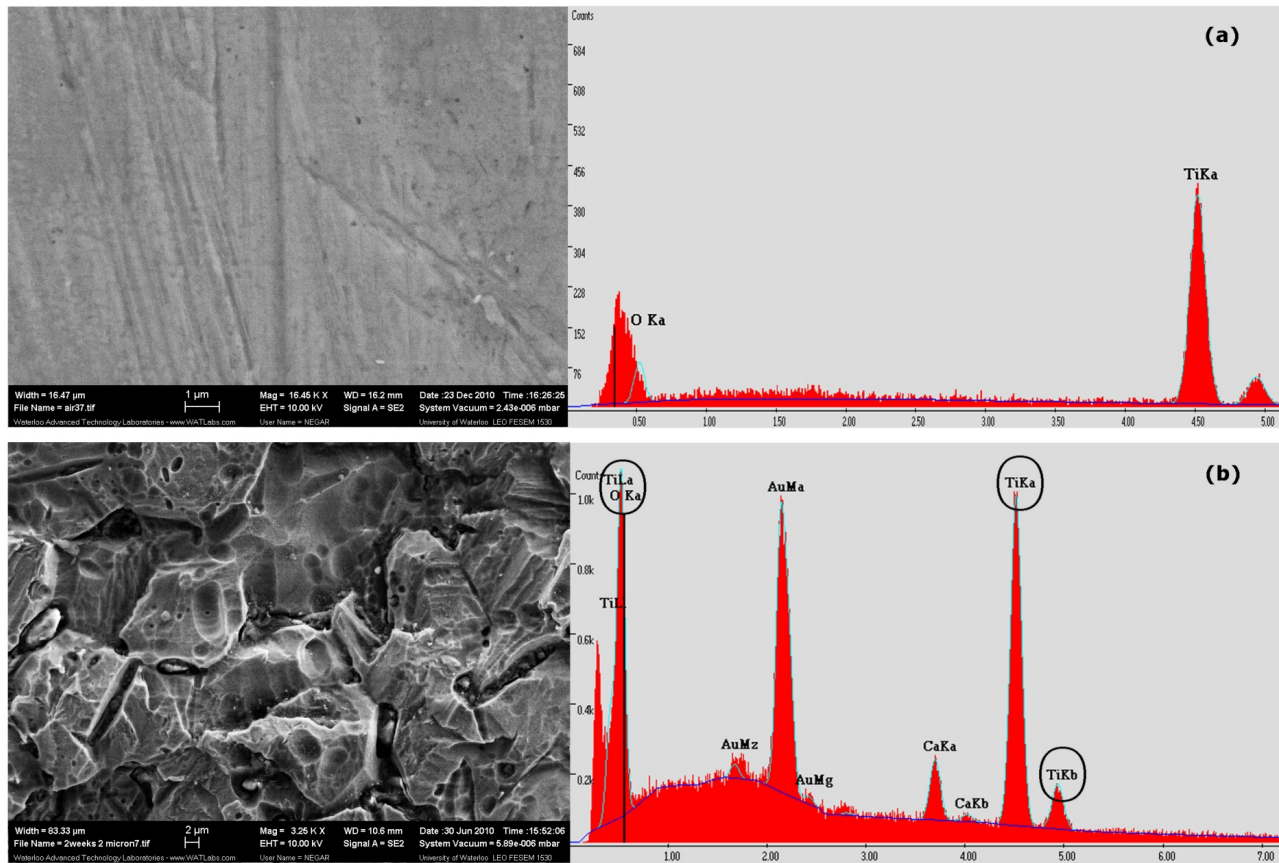 Counts
(a)
684
608
532
456
380
304
228
152
76
TiKa
O Ka
0.50 1.00 1.50 2.00 2.50 3.00 3.50 4.00 4.50 5.00
Width = 16.47 µm 1 µm Mag = 16.45 K X WD = 16.2 mm Date :23 Dec 2010 Time :16:26:25
File Name = air37.tif EHT = 10.00 kV Signal A = SE2 System Vacuum = 2.43e-006 mbar
Waterloo Advanced Technology Laboratories - www.WATLabs.com User Name = NEGAR University of Waterloo LEO FESEM 1530
Counts
(b)
1.0k
0.8k
0.6k
0.4k
0.2k
TiLa
O Ka
TiL
AuMa
TiKa
AuMz
AuMg
CaKa
CaKb
TiKb
1.00 2.00 3.00 4.00 5.00 6.00 7.00
Width = 83.33 µm 2 µm Mag = 3.25 K X WD = 10.6 mm Date :30 Jun 2010 Time :15:52:06
File Name = 2weeks 2 micron7.tif EHT = 10.00 kV Signal A = SE2 System Vacuum = 5.89e-006 mbar
Waterloo Advanced Technology Laboratories - www.WATLabs.com User Name = NEGAR University of Waterloo LEO FESEM 1530